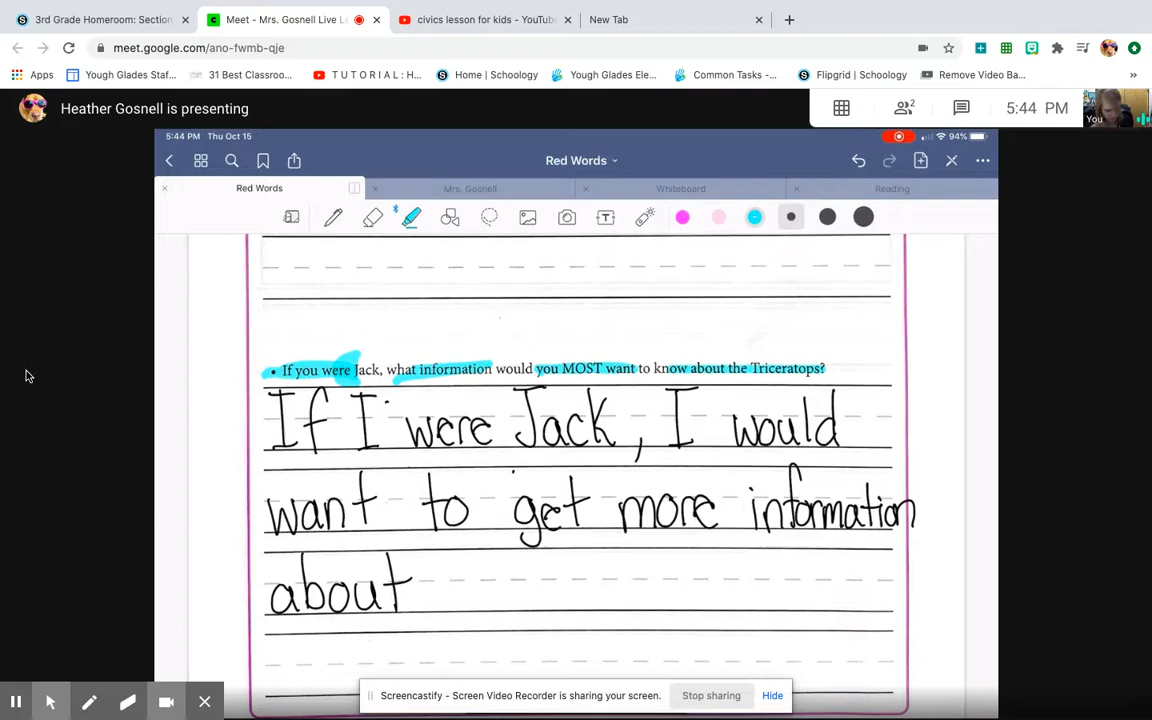 3rd Grade Homeroom: Section
Meet - Mrs. Gosnell Live L
civics lesson for kids - YouTube
New Tab
meet.google.com/ano-fwmb-qje
Apps
Yough Glades Staf...
31 Best Classroo...
T U T O R I A L : H...
Home | Schoology
Yough Glades Ele...
Common Tasks -...
Flipgrid | Schoology
Remove Video Ba...
Heather Gosnell is presenting
2
5:44 PM
You
5:44 PM Thu Oct 15
94%
Red Words
Red Words
Mrs. Gosnell
Whiteboard
Reading
• If you were Jack, what information would you MOST want to know about the Triceratops?
If I were Jack, I would
want to get more information
about
Screencastify - Screen Video Recorder is sharing your screen.
Stop sharing
Hide